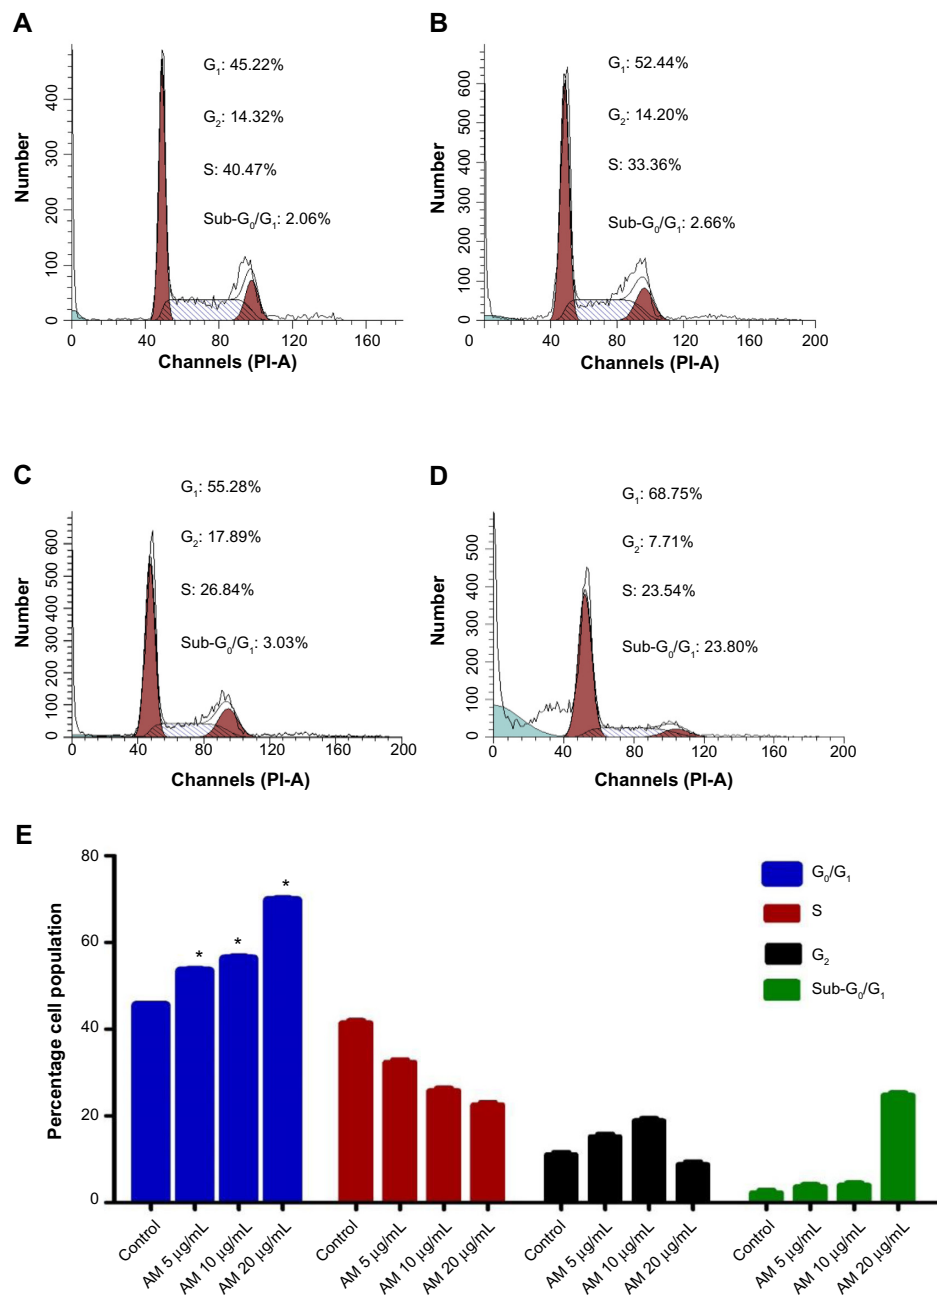 A
G₁: 45.22%
G₂: 14.32%
S: 40.47%
Sub-G₀/G₁: 2.06%
Number
400
300
200
100
0
0 40 80 120 160
Channels (PI-A)
B
G₁: 52.44%
G₂: 14.20%
S: 33.36%
Sub-G₀/G₁: 2.66%
Number
600
500
400
300
200
100
0
0 40 80 120 160 200
Channels (PI-A)
C
G₁: 55.28%
G₂: 17.89%
S: 26.84%
Sub-G₀/G₁: 3.03%
Number
600
500
400
300
200
100
0
0 40 80 120 160 200
Channels (PI-A)
D
G₁: 68.75%
G₂: 7.71%
S: 23.54%
Sub-G₀/G₁: 23.80%
Number
500
400
300
200
100
0
0 40 80 120 160 200
Channels (PI-A)
E
Percentage cell population
80
60
40
20
0
* * *
G₀/G₁
S
G₂
Sub-G₀/G₁
Control AM 5 µg/mL AM 10 µg/mL AM 20 µg/mL Control AM 5 µg/mL AM 10 µg/mL AM 20 µg/mL Control AM 5 µg/mL AM 10 µg/mL AM 20 µg/mL Control AM 5 µg/mL AM 10 µg/mL AM 20 µg/mL